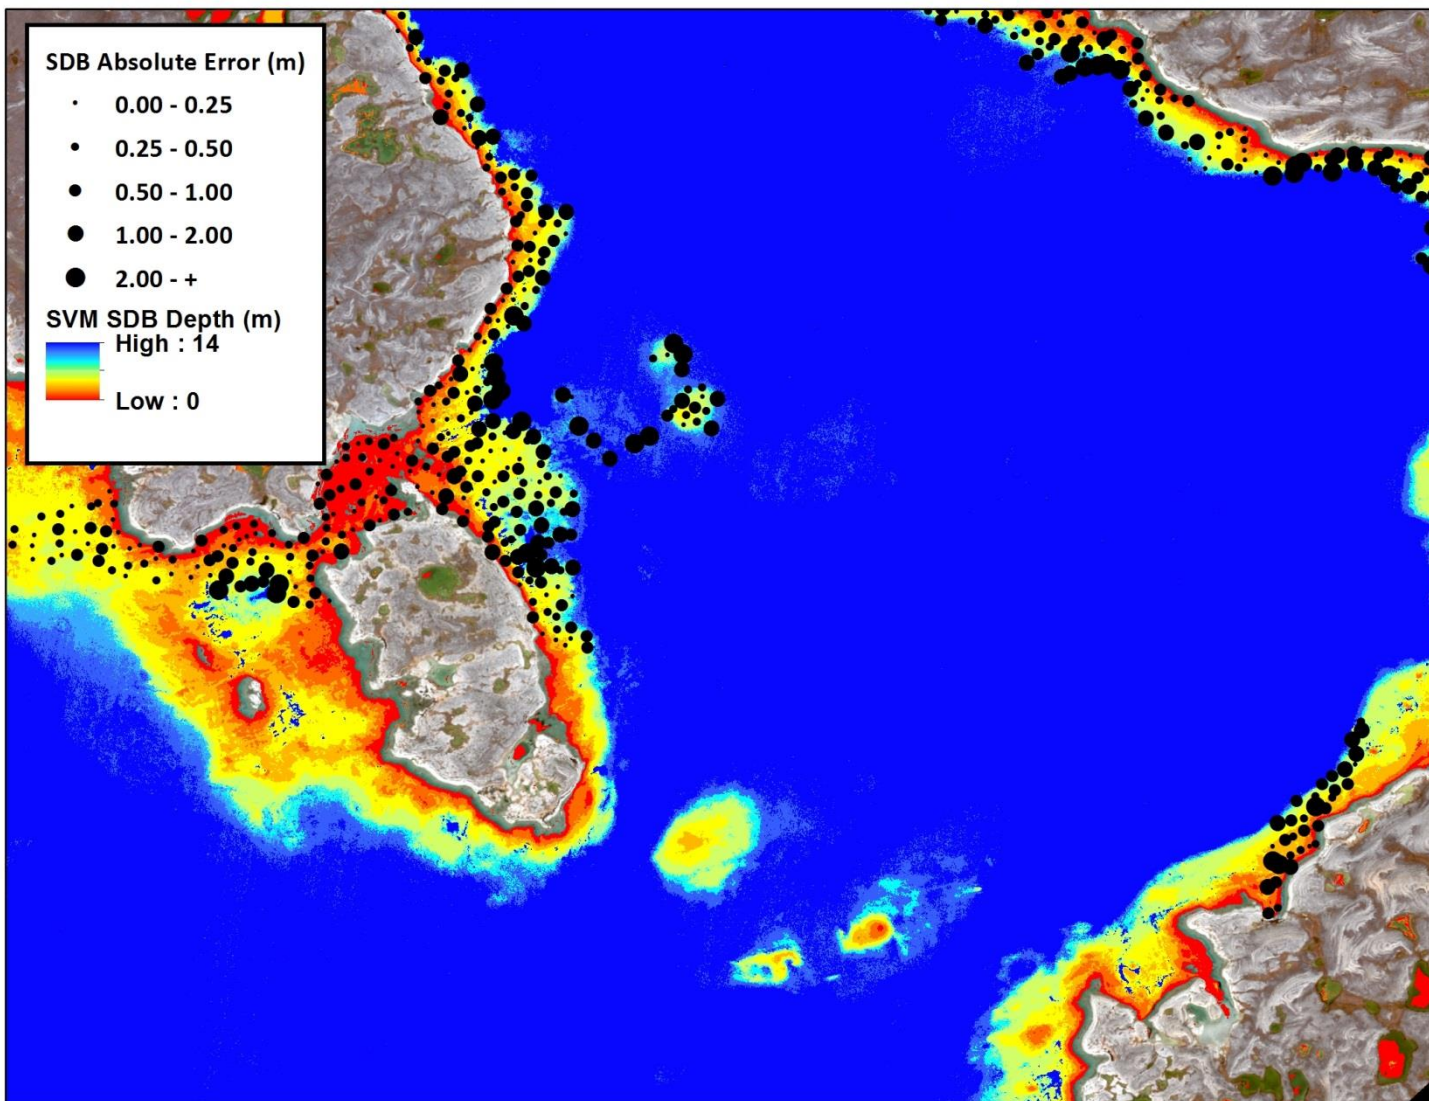 SDB Absolute Error (m)
0.00 - 0.25
0.25 - 0.50
0.50 - 1.00
1.00 - 2.00
2.00 - +
SVM SDB Depth (m)
High : 14
Low : 0